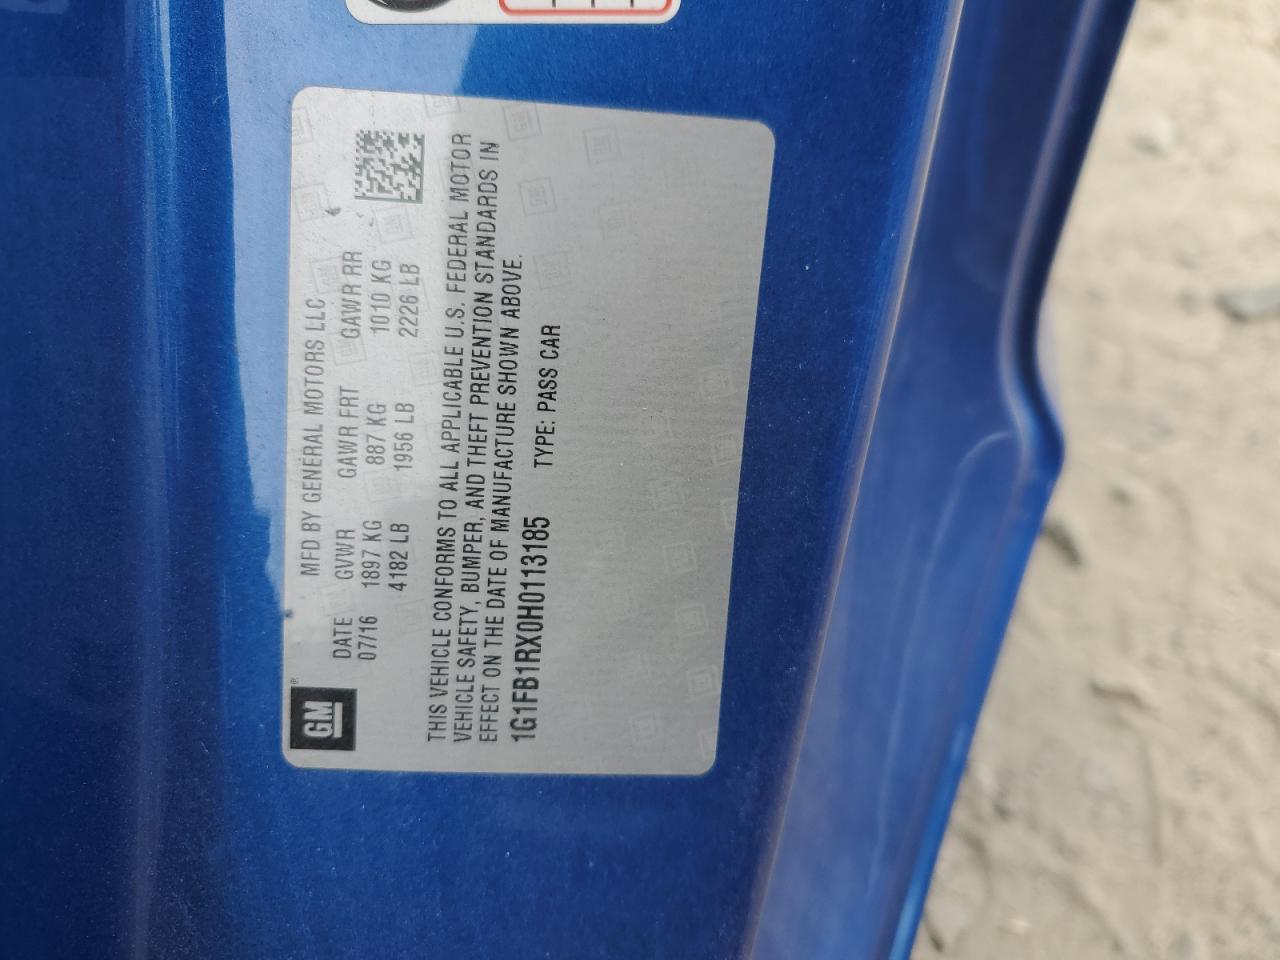 GM ®
MFD BY GENERAL MOTORS LLC
DATE GVWR GAWR FRT GAWR RR
07/16 1897 KG 887 KG 1010 KG
4182 LB 1956 LB 2226 LB
THIS VEHICLE CONFORMS TO ALL APPLICABLE U.S. FEDERAL MOTOR
VEHICLE SAFETY, BUMPER, AND THEFT PREVENTION STANDARDS IN
EFFECT ON THE DATE OF MANUFACTURE SHOWN ABOVE.
1G1FB1RX0H0113185 TYPE: PASS CAR